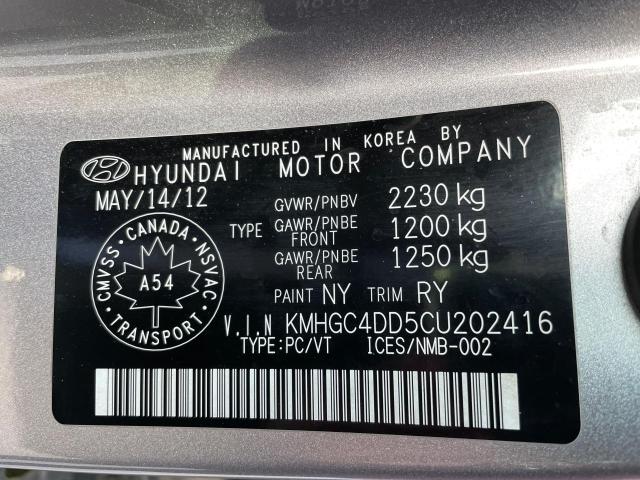 MANUFACTURED IN KOREA BY
HYUNDAI MOTOR COMPANY
MAY/14/12
GVWR/PNBV 2230 kg
TYPE GAWR/PNBE FRONT 1200 kg
GAWR/PNBE REAR 1250 kg
CANADA
CMVSS NSVAC
A54
TRANSPORT
PAINT NY TRIM RY
V.I.N KMHGC4DD5CU202416
TYPE:PC/VT ICES/NMB-002